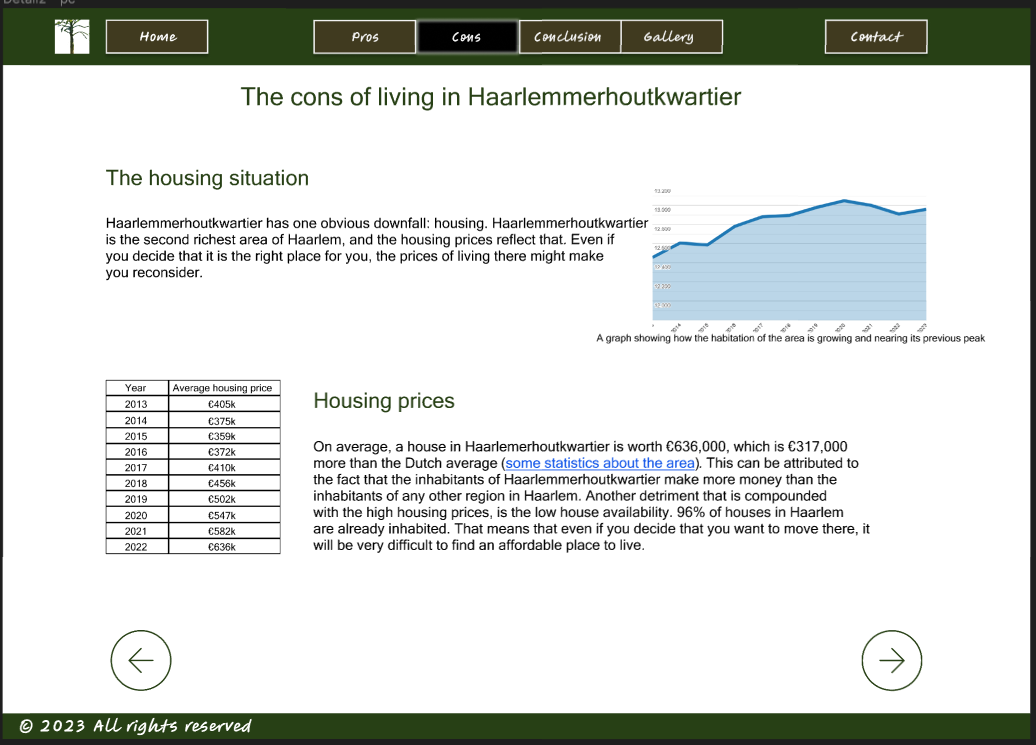 Home
Pros
Cons
Conclusion
Gallery
Contact
The cons of living in Haarlemmerhoutkwartier
The housing situation
Haarlemmerhoutkwartier has one obvious downfall: housing. Haarlemmerhoutkwartier
is the second richest area of Haarlem, and the housing prices reflect that. Even if
you decide that it is the right place for you, the prices of living there might make
you reconsider.
13.200
13.000
12.800
12.600
12.400
12.200
12.000
2014 2015 2016 2017 2018 2019 2020 2021 2022
A graph showing how the habitation of the area is growing and nearing its previous peak
Year Average housing price
2013 €405k
2014 €375k
2015 €359k
2016 €372k
2017 €410k
2018 €456k
2019 €502k
2020 €547k
2021 €582k
2022 €636k
Housing prices
On average, a house in Haarlemerhoutkwartier is worth €636,000, which is €317,000
more than the Dutch average (some statistics about the area). This can be attributed to
the fact that the inhabitants of Haarlemmerhoutkwartier make more money than the
inhabitants of any other region in Haarlem. Another detriment that is compounded
with the high housing prices, is the low house availability. 96% of houses in Haarlem
are already inhabited. That means that even if you decide that you want to move there, it
will be very difficult to find an affordable place to live.
© 2023 All rights reserved